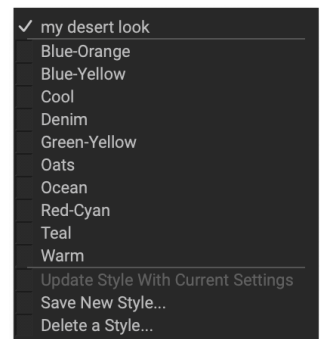 my desert look
Blue-Orange
Blue-Yellow
Cool
Denim
Green-Yellow
Oats
Ocean
Red-Cyan
Teal
Warm
Update Style With Current Settings
Save New Style...
Delete a Style...